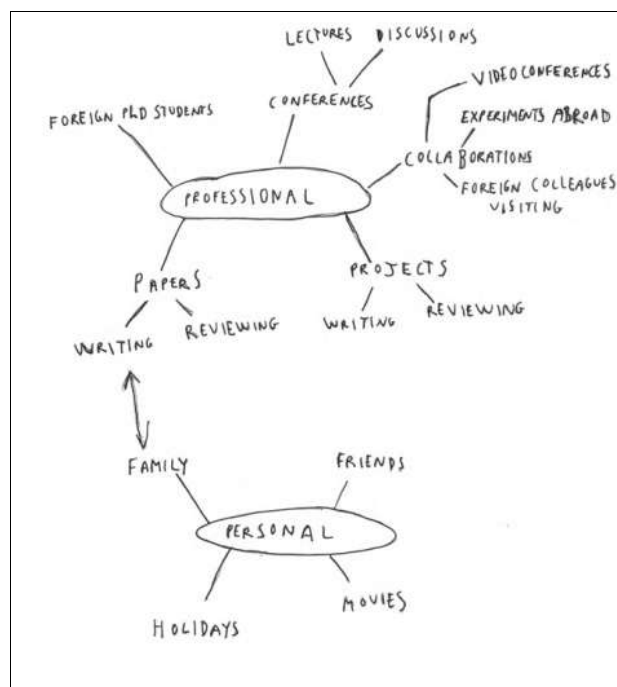 LECTURES DISCUSSIONS
VIDEOCONFERENCES
CONFERENCES
EXPERIMENTS ABROAD
FOREIGN PhD STUDENTS
COLLABORATIONS
FOREIGN COLLEAGUES
VISITING
PROFESSIONAL
PAPERS
PROJECTS
WRITING
REVIEWING
WRITING
REVIEWING
FAMILY
FRIENDS
PERSONAL
HOLIDAYS
MOVIES